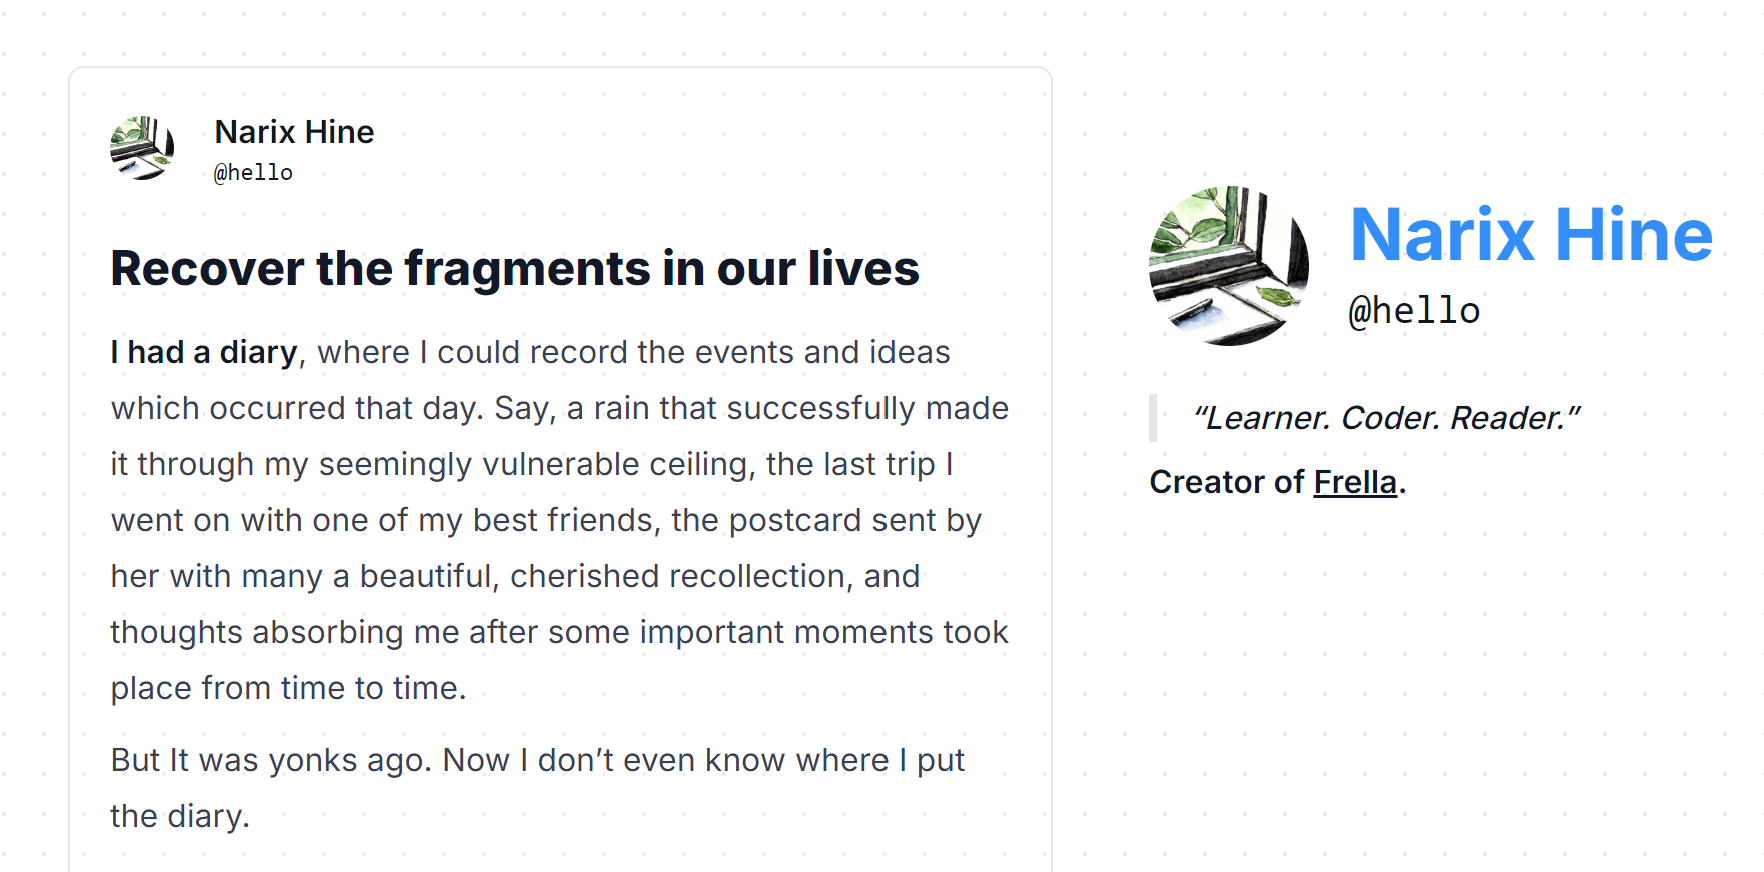 Narix Hine
@hello
Recover the fragments in our lives
I had a diary, where I could record the events and ideas
which occurred that day. Say, a rain that successfully made
it through my seemingly vulnerable ceiling, the last trip I
went on with one of my best friends, the postcard sent by
her with many a beautiful, cherished recollection, and
thoughts absorbing me after some important moments took
place from time to time.
But It was yonks ago. Now I don’t even know where I put
the diary.
Narix Hine
@hello
“Learner. Coder. Reader.”
Creator of Frella.